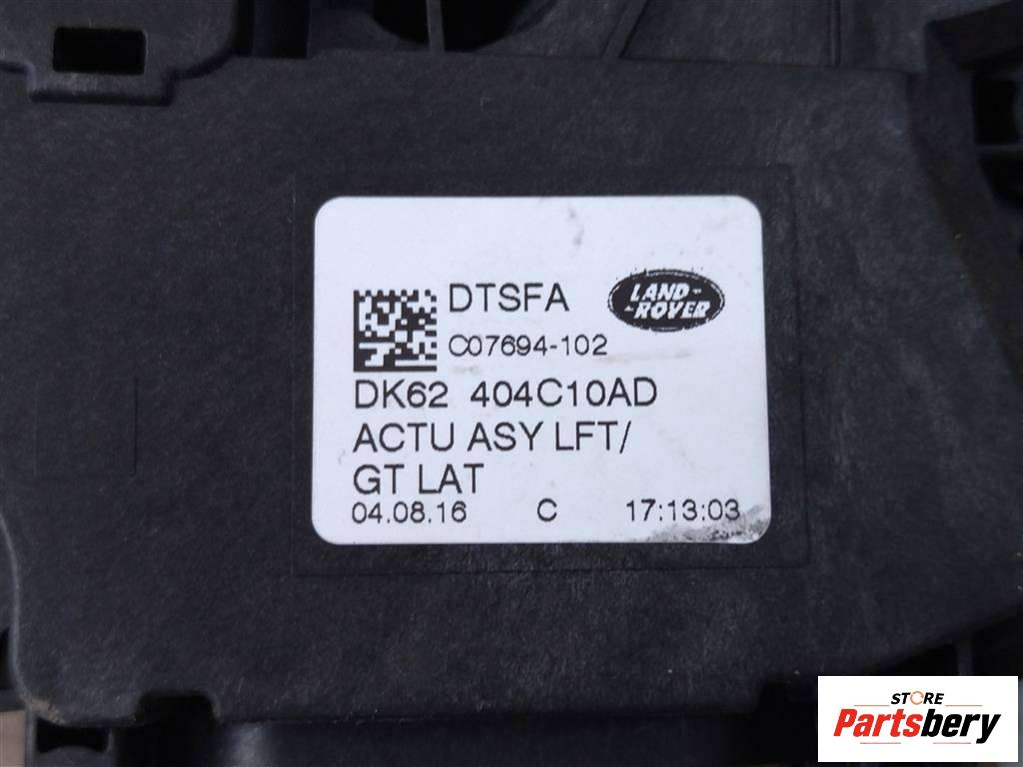 DTSFA
LAND-
-ROVER
C07694-102
DK62 404C10AD
ACTU ASY LFT/
GT LAT
04.08.16 C 17:13:03
STORE
Partsbery